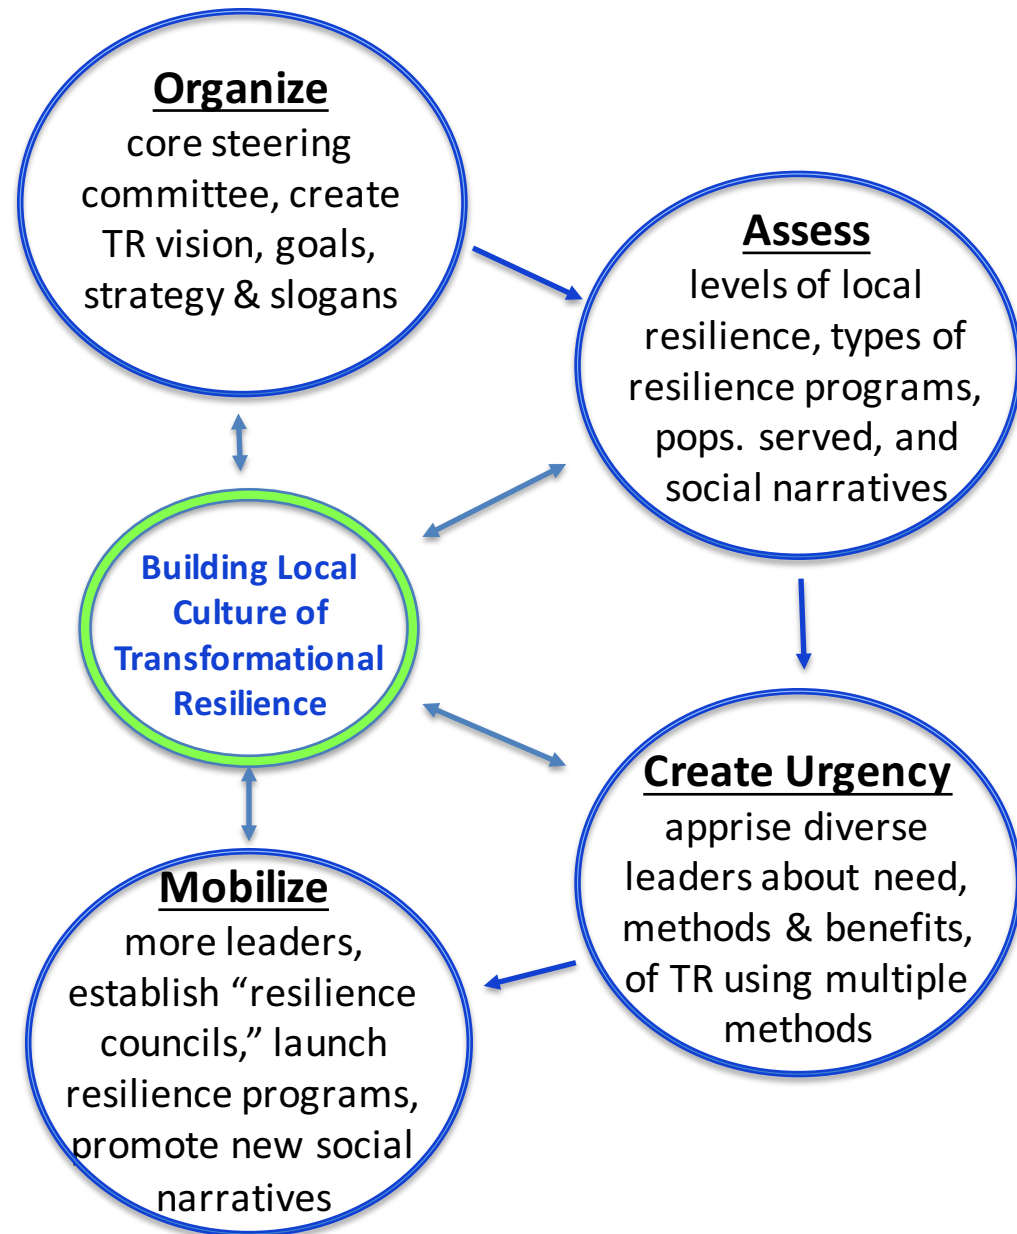 Organize
core steering
committee, create
TR vision, goals,
strategy & slogans
Assess
levels of local
resilience, types of
resilience programs,
pops. served, and
social narratives
Building Local
Culture of
Transformational
Resilience
Create Urgency
apprise diverse
leaders about need,
methods & benefits,
of TR using multiple
methods
Mobilize
more leaders,
establish “resilience
councils,” launch
resilience programs,
promote new social
narratives